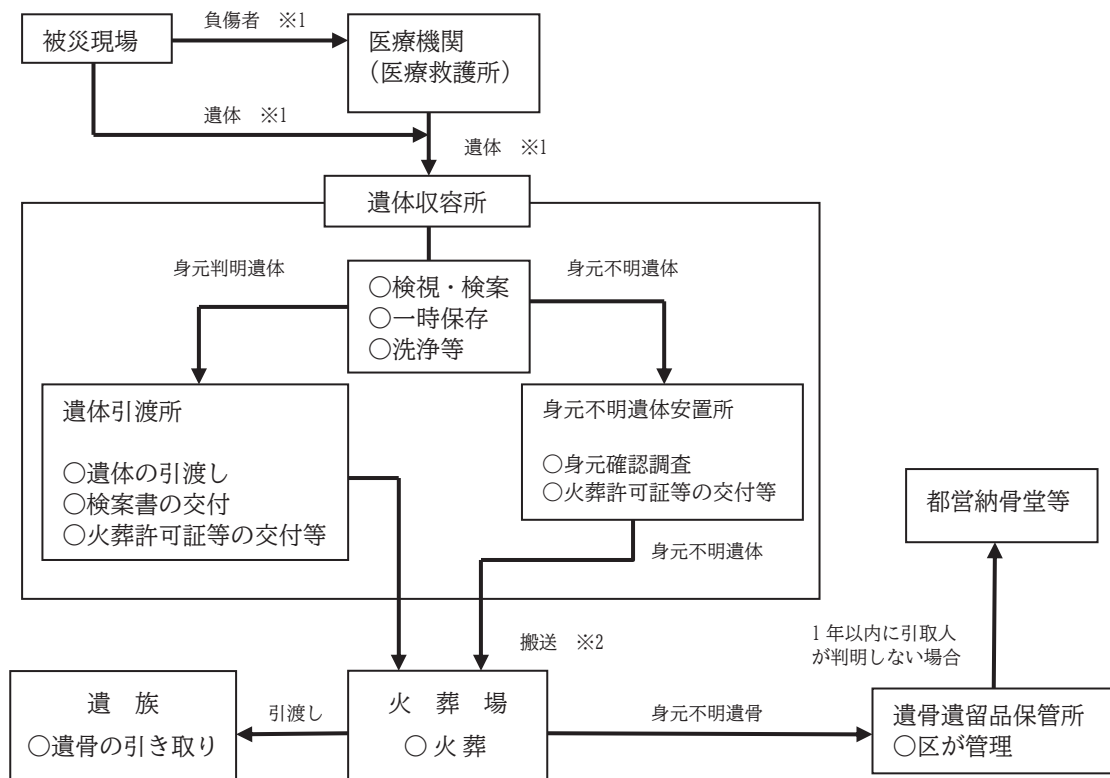 被災現場
負傷者　※1
医療機関
（医療救護所）
遺体　※1
遺体　※1
遺体収容所
身元判明遺体
○検視・検案
○一時保存
○洗浄等
身元不明遺体
遺体引渡所
○遺体の引渡し
○検案書の交付
○火葬許可証等の交付等
身元不明遺体安置所
○身元確認調査
○火葬許可証等の交付等
都営納骨堂等
身元不明遺体
搬送　※2
1年以内に引取人
が判明しない場合
遺　族
○遺骨の引き取り
引渡し
火　葬　場
○火葬
身元不明遺骨
遺骨遺留品保管所
○区が管理